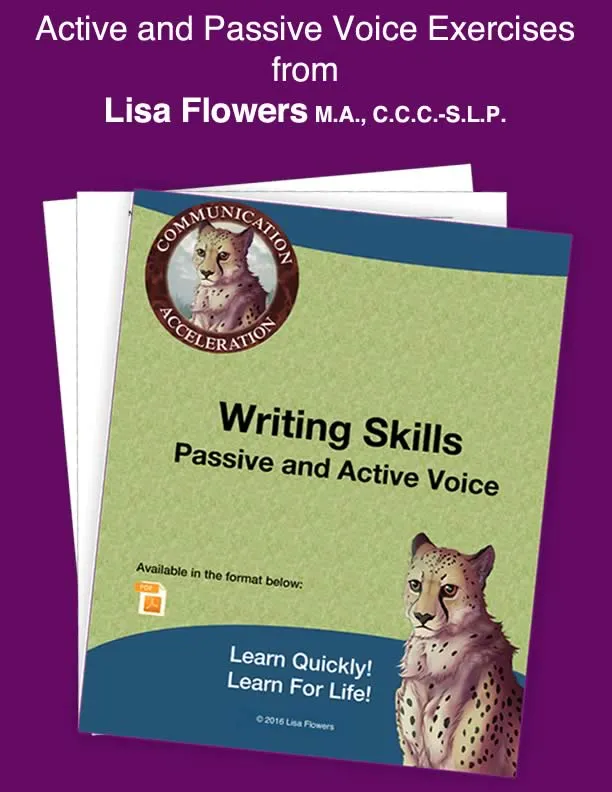 Active and Passive Voice Exercises
from
Lisa Flowers M.A., C.C.C.-S.L.P.
COMMUNICATION
ACCELERATION
Writing Skills
Passive and Active Voice
Available in the format below:
PDF
Learn Quickly!
Learn For Life!
© 2016 Lisa Flowers